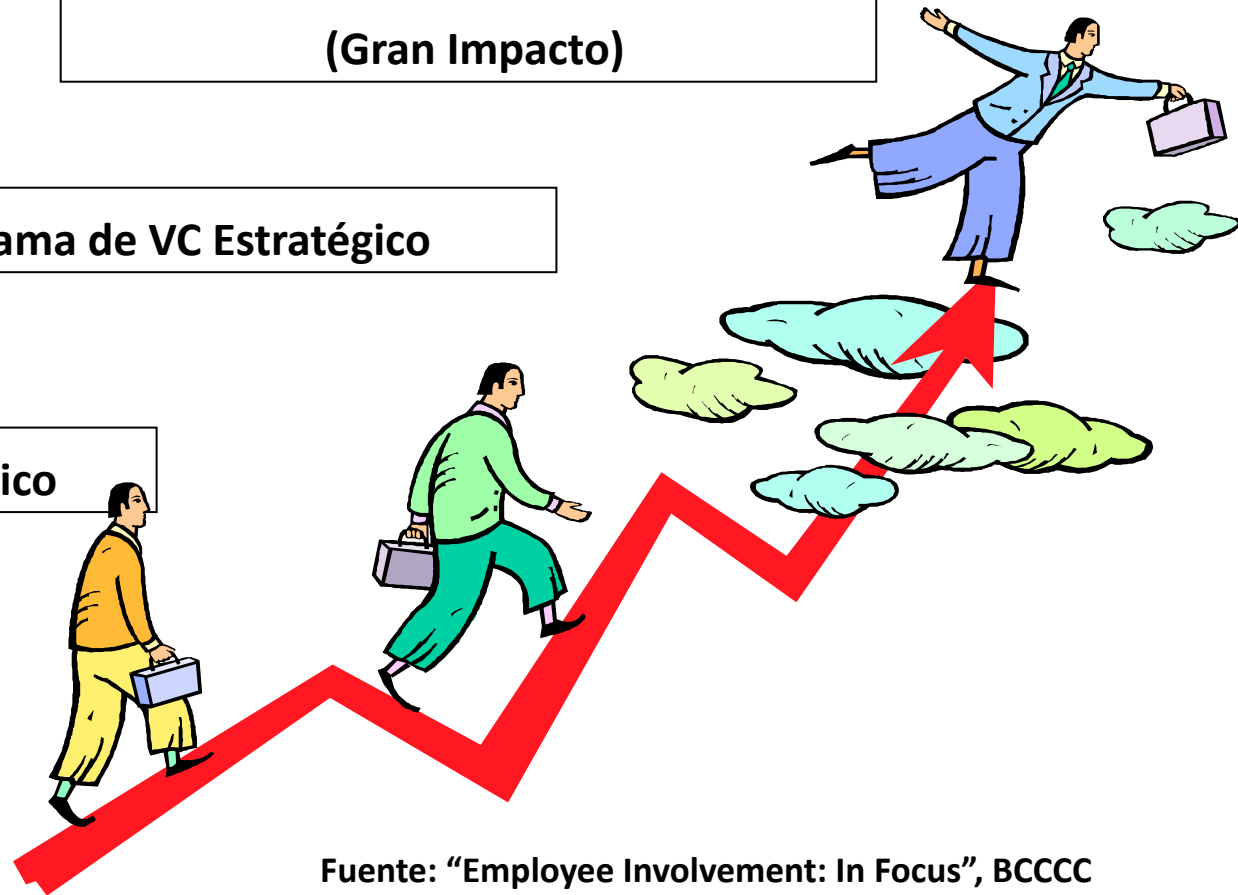 (Gran Impacto)
ama de VC Estratégico
ico
Fuente: “Employee Involvement: In Focus”, BCCCC